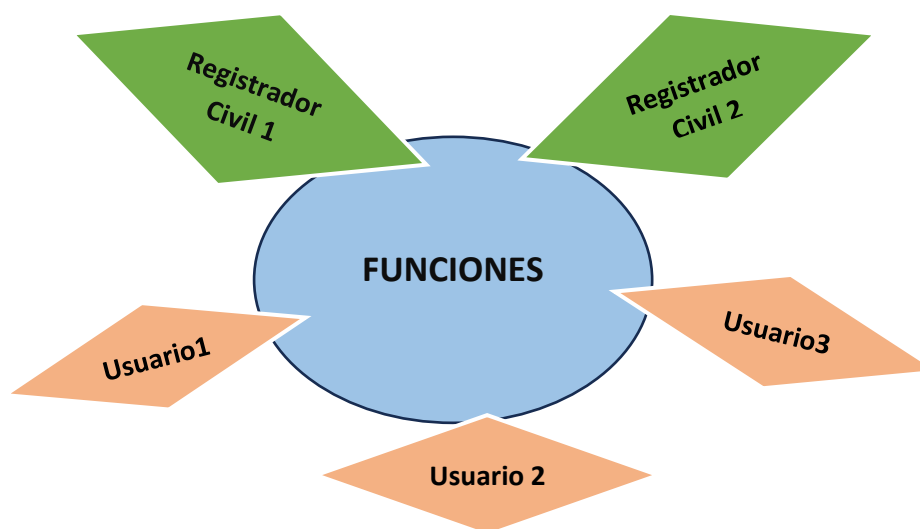 Registrador
Civil 1
Registrador
Civil 2
FUNCIONES
Usuario1
Usuario3
Usuario 2